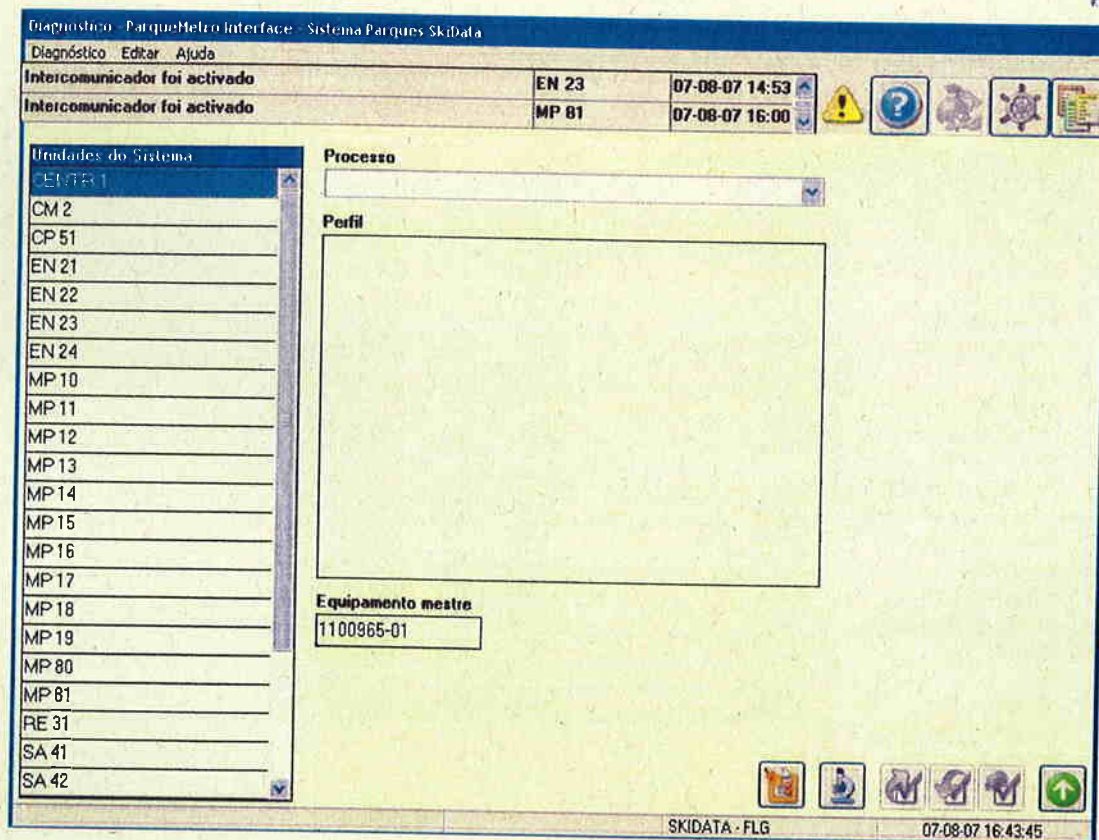 Diagnóstico - ParqueMetro Interface - Sistema Parques SkiData
Diagnóstico Editar Ajuda
Intercomunicador foi activado EN 23 07-08-07 14:53
Intercomunicador foi activado MP 81 07-08-07 16:00
Unidades do Sistema
CENTR 1
CM 2
CP 51
EN 21
EN 22
EN 23
EN 24
MP 10
MP 11
MP 12
MP 13
MP 14
MP 15
MP 16
MP 17
MP 18
MP 19
MP 80
MP 81
RE 31
SA 41
SA 42
Processo
Perfil
Equipamento mestre
1100965-01
SKIDATA - FLG 07-08-07 16:43:45